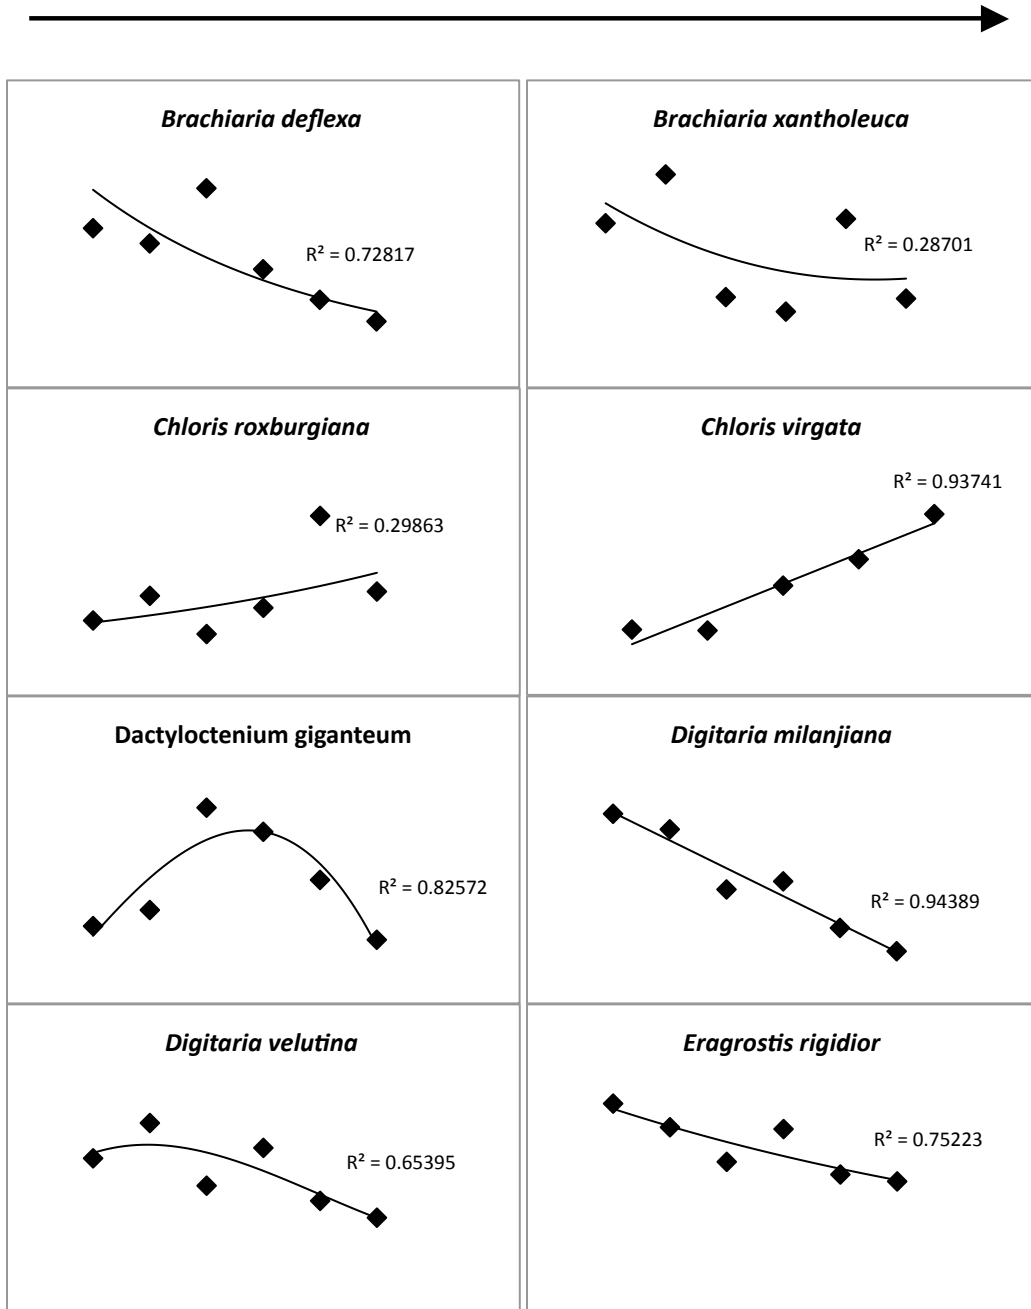 Brachiaria deflexa
R² = 0.72817
Brachiaria xantholeuca
R² = 0.28701
Chloris roxburgiana
R² = 0.29863
Chloris virgata
R² = 0.93741
Dactyloctenium giganteum
R² = 0.82572
Digitaria milanjiana
R² = 0.94389
Digitaria velutina
R² = 0.65395
Eragrostis rigidior
R² = 0.75223